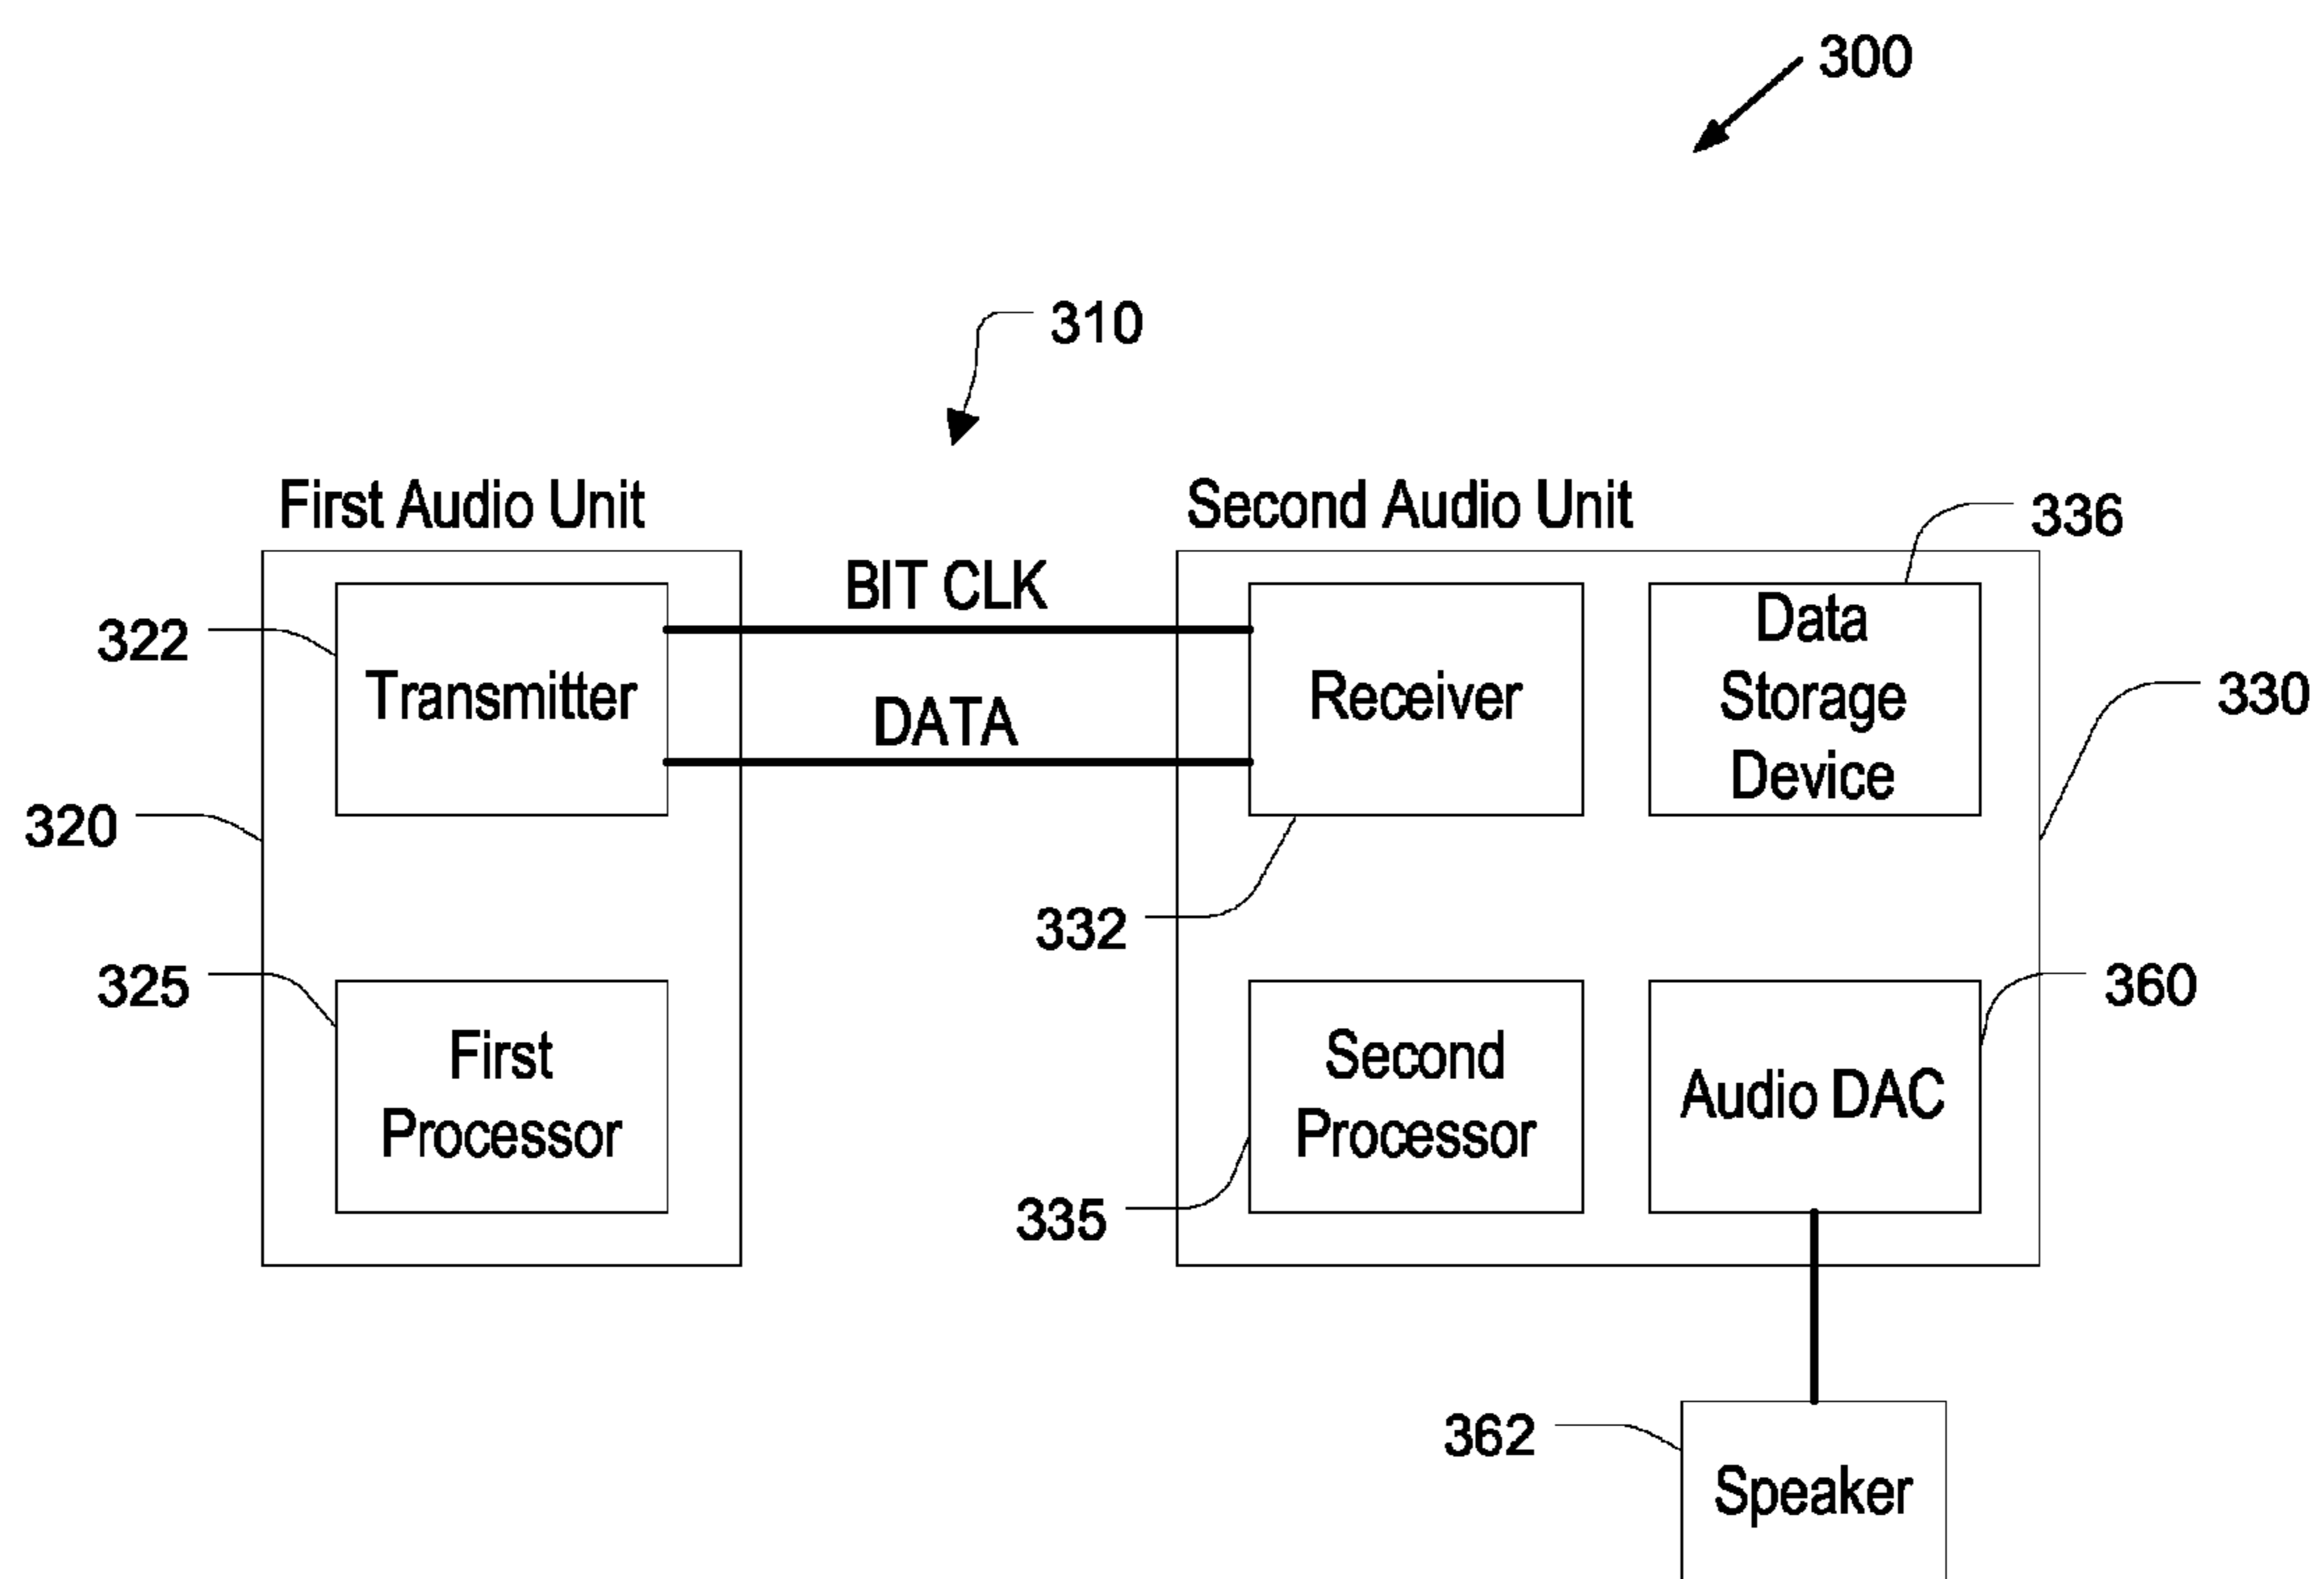 300
310
First Audio Unit
Second Audio Unit
336
BIT CLK
322
Transmitter
DATA
Receiver
Data
Storage
Device
330
320
332
325
First
Processor
Second
Processor
335
Audio DAC
360
362
Speaker